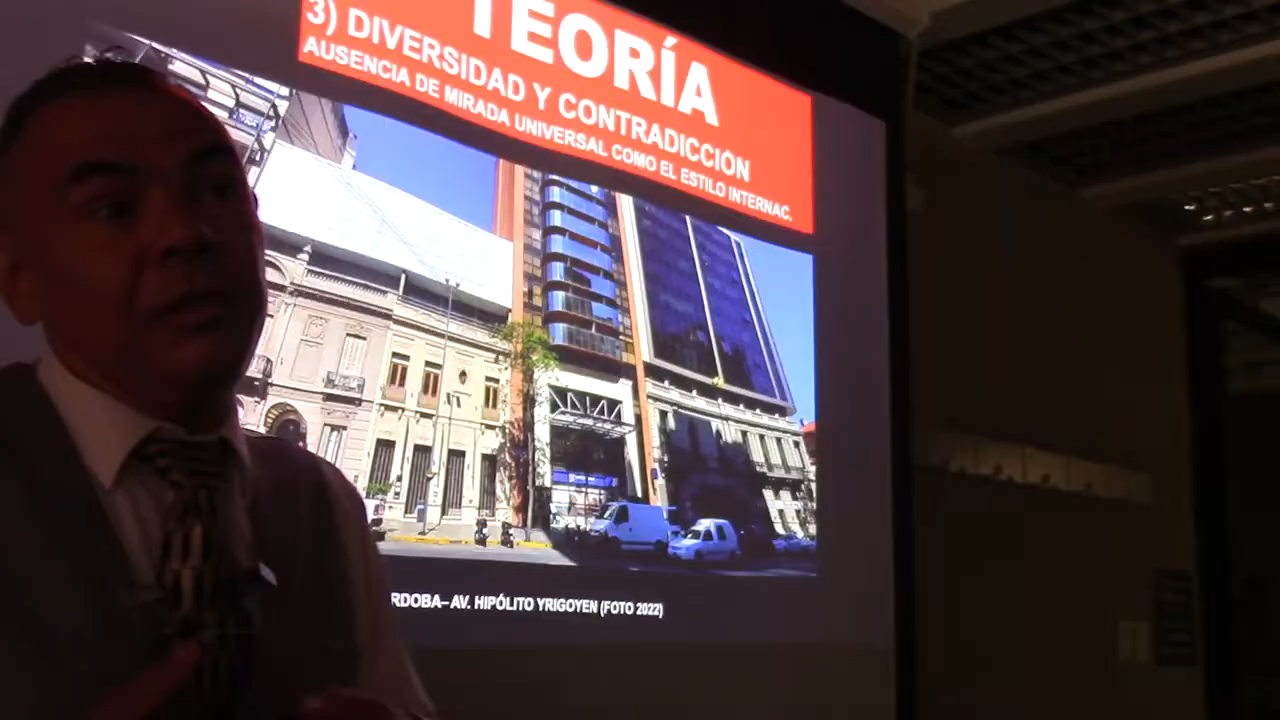 TEORÍA
3) DIVERSIDAD Y CONTRADICCIÓN
AUSENCIA DE MIRADA UNIVERSAL COMO EL ESTILO INTERNAC.
RDOBA– AV. HIPÓLITO YRIGOYEN (FOTO 2022)